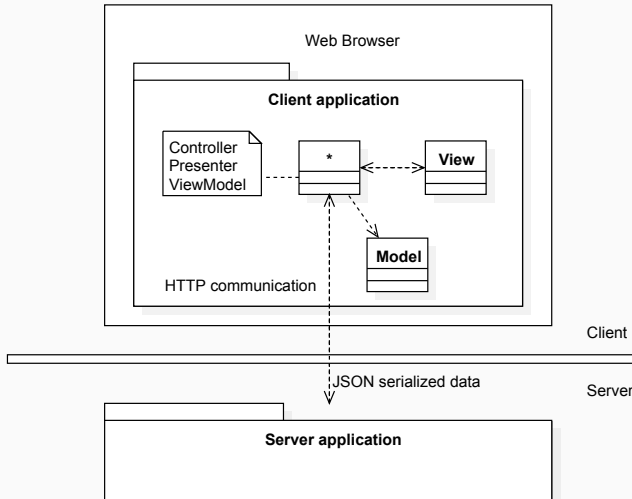 Web Browser
Client application
Controller
Presenter
ViewModel
*
View
Model
HTTP communication
Client
JSON serialized data
Server
Server application